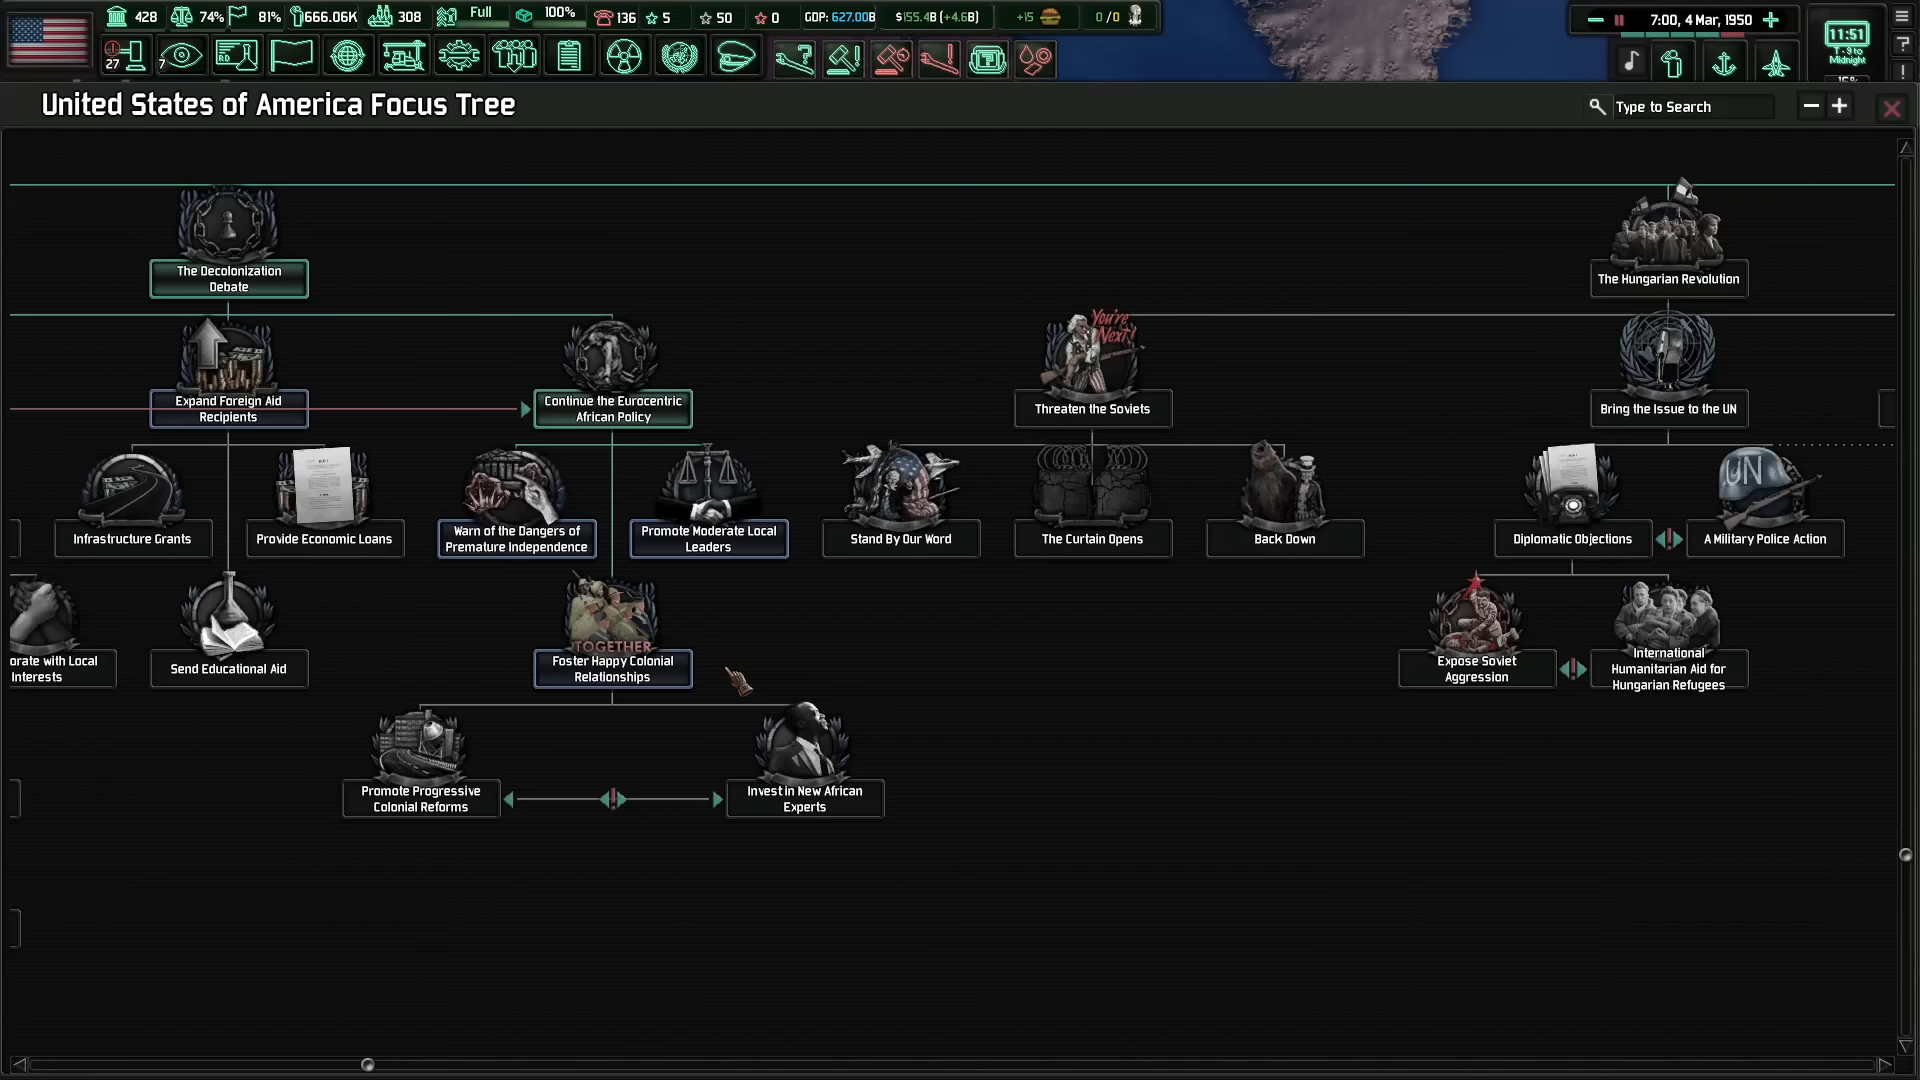 428
74%
81%
666.06K
308
Full
100%
136
5
50
0
GDP: 627.00B
$155.4B (+4.6B)
+15
0/0
7:00, 4 Mar, 1950
11:51
T-9 to
Midnight
27
7
United States of America Focus Tree
Type to Search
The Decolonization
Debate
The Hungarian Revolution
You're
Next!
Expand Foreign Aid
Recipients
Continue the Eurocentric
African Policy
Threaten the Soviets
Bring the Issue to the UN
UN
Infrastructure Grants
Provide Economic Loans
Warn of the Dangers of
Premature Independence
Promote Moderate Local
Leaders
Stand By Our Word
The Curtain Opens
Back Down
Diplomatic Objections
A Military Police Action
TOGETHER
orate with Local
Interests
Send Educational Aid
Foster Happy Colonial
Relationships
Expose Soviet
Aggression
International
Humanitarian Aid for
Hungarian Refugees
Promote Progressive
Colonial Reforms
Invest in New African
Experts